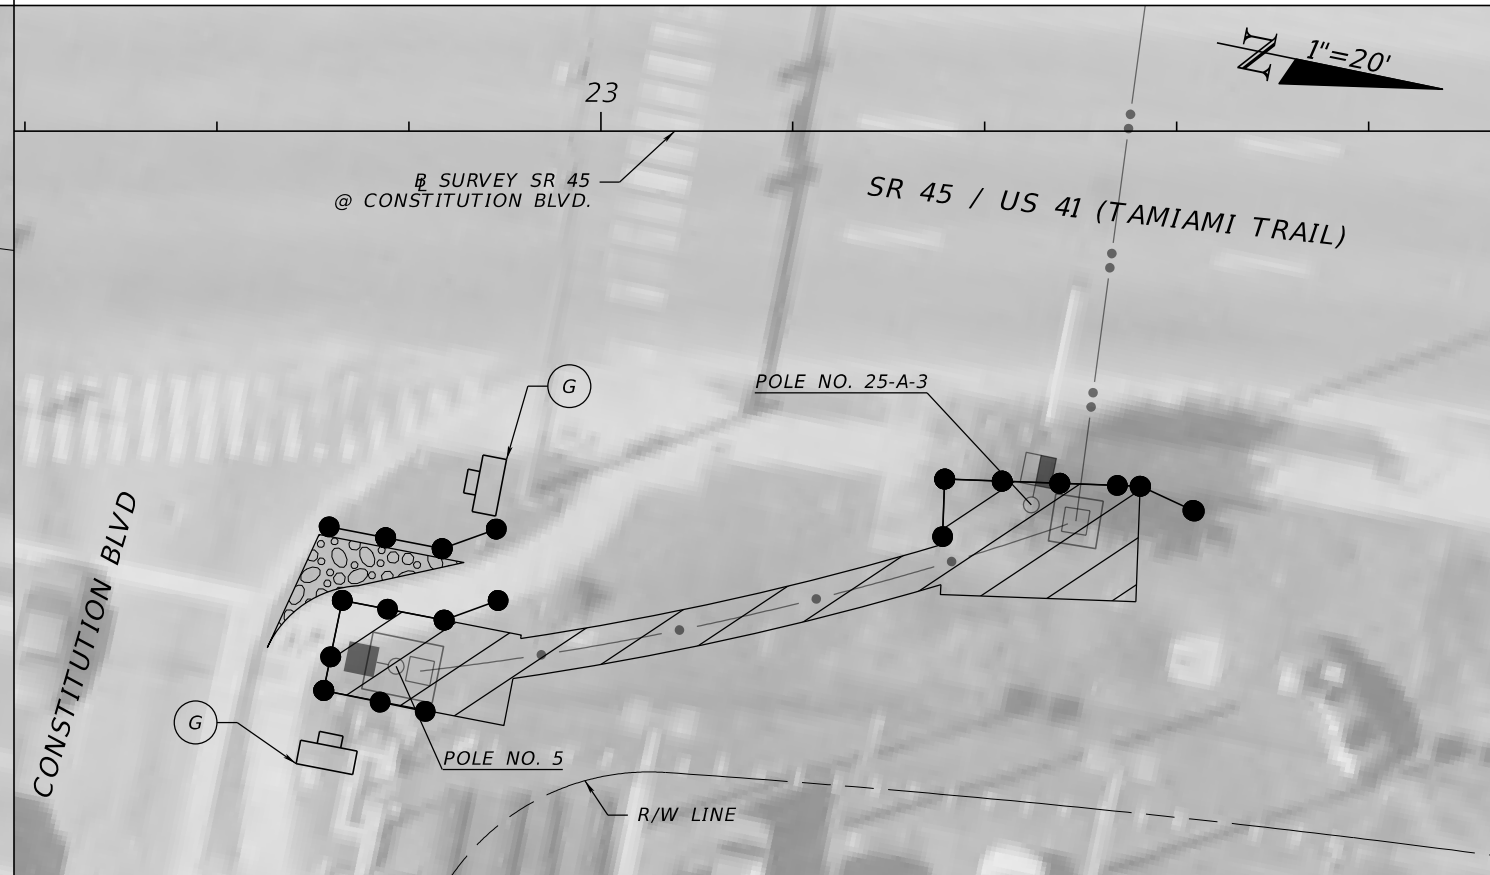 N
1"=20'
23
BL SURVEY SR 45
@ CONSTITUTION BLVD.
SR 45 / US 41 (TAMIAMI TRAIL)
POLE NO. 25-A-3
G
CONSTITUTION BLVD
G
POLE NO. 5
R/W LINE